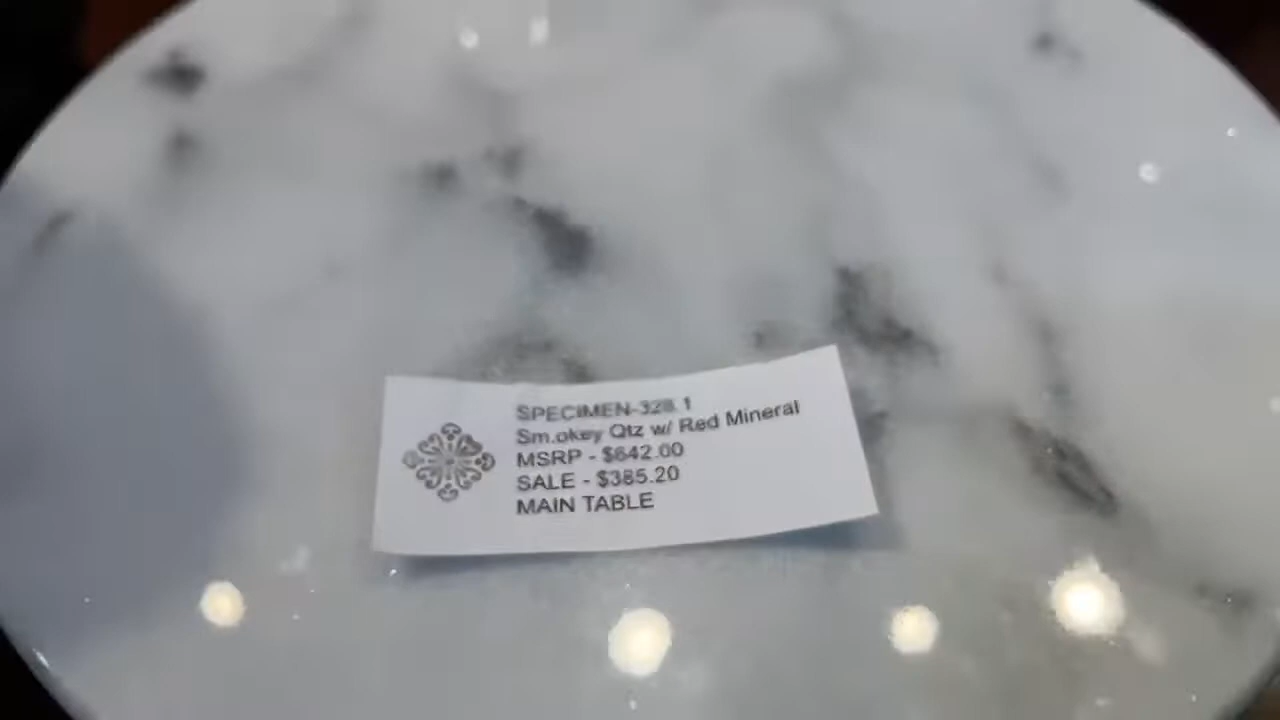 SPECIMEN-328.1
Sm.okey Qtz w/ Red Mineral
MSRP - $642.00
SALE - $385.20
MAIN TABLE